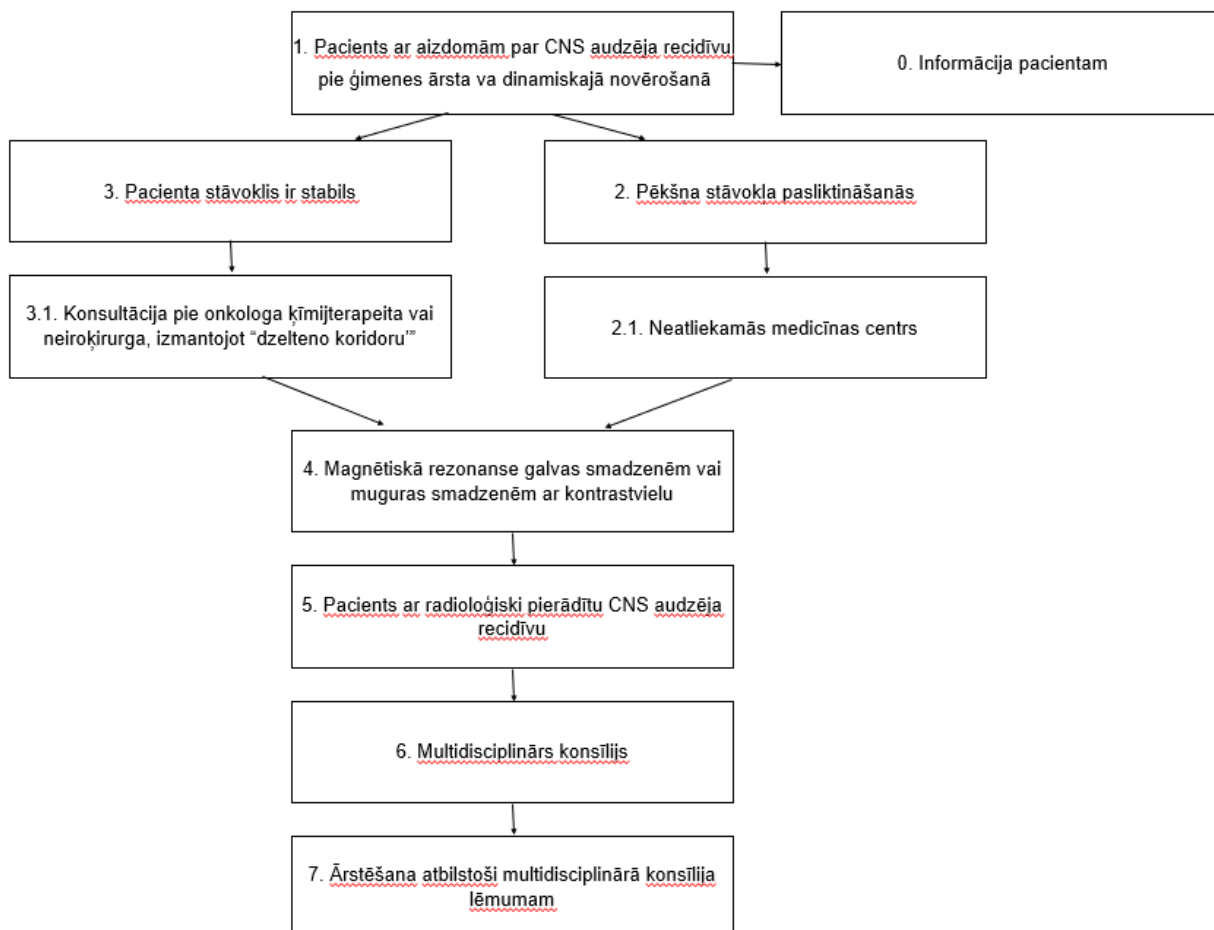 1. Pacients ar aizdomām par CNS audzēja recidīvu
pie ģimenes ārsta va dinamiskajā novērošanā
0. Informācija pacientam
3. Pacienta stāvoklis ir stabils
2. Pēkšņa stāvokļa pasliktināšanās
3.1. Konsultācija pie onkologa ķīmijterapeita vai
neiroķirurga, izmantojot “dzelteno koridoru’”
2.1. Neatliekamās medicīnas centrs
4. Magnētiskā rezonanse galvas smadzenēm vai
muguras smadzenēm ar kontrastvielu
5. Pacients ar radioloģiski pierādītu CNS audzēja
recidīvu
6. Multidisciplinārs konsīlijs
7. Ārstēšana atbilstoši multidisciplinārā konsīlija
lēmumam